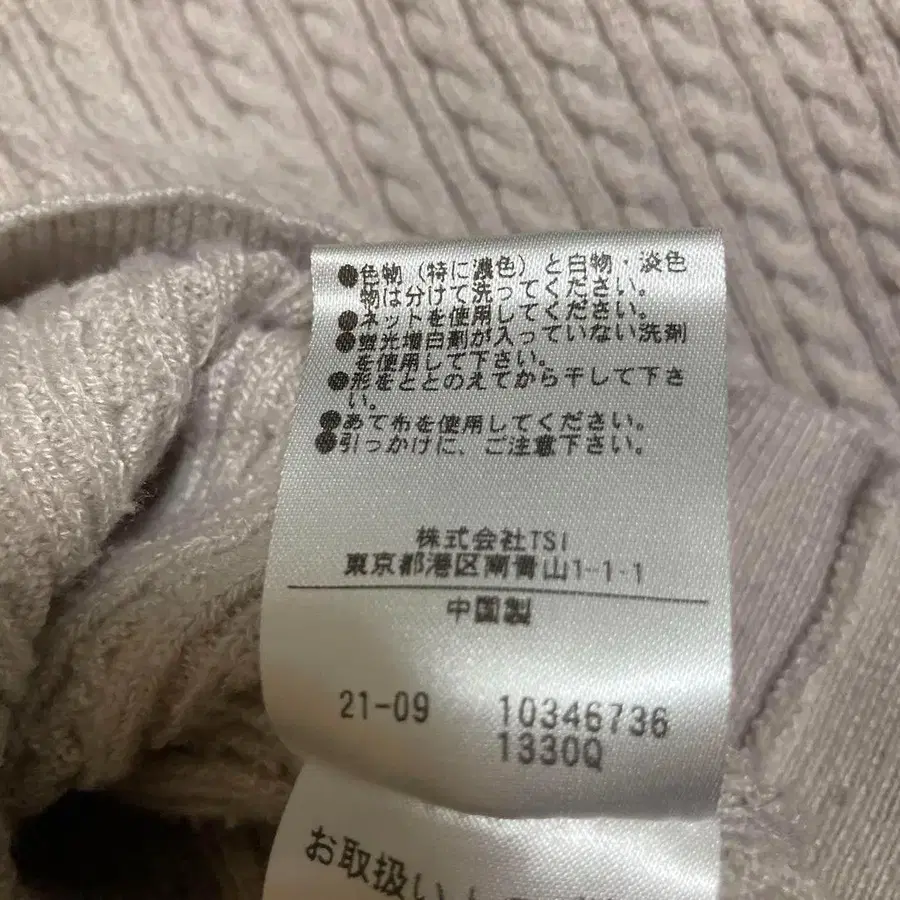 ●色物（特に濃色）と白物・淡色
物は分けて洗ってください。
●ネットを使用してください。
●蛍光増白剤が入っていない洗剤
を使用して下さい。
●形をととのえてから干して下さ
い。
●あて布を使用してください。
●引っかけに、ご注意下さい。
株式会社TSI
東京都港区南青山1-1-1
中国製
21-09 10346736
1330Q
お取扱い